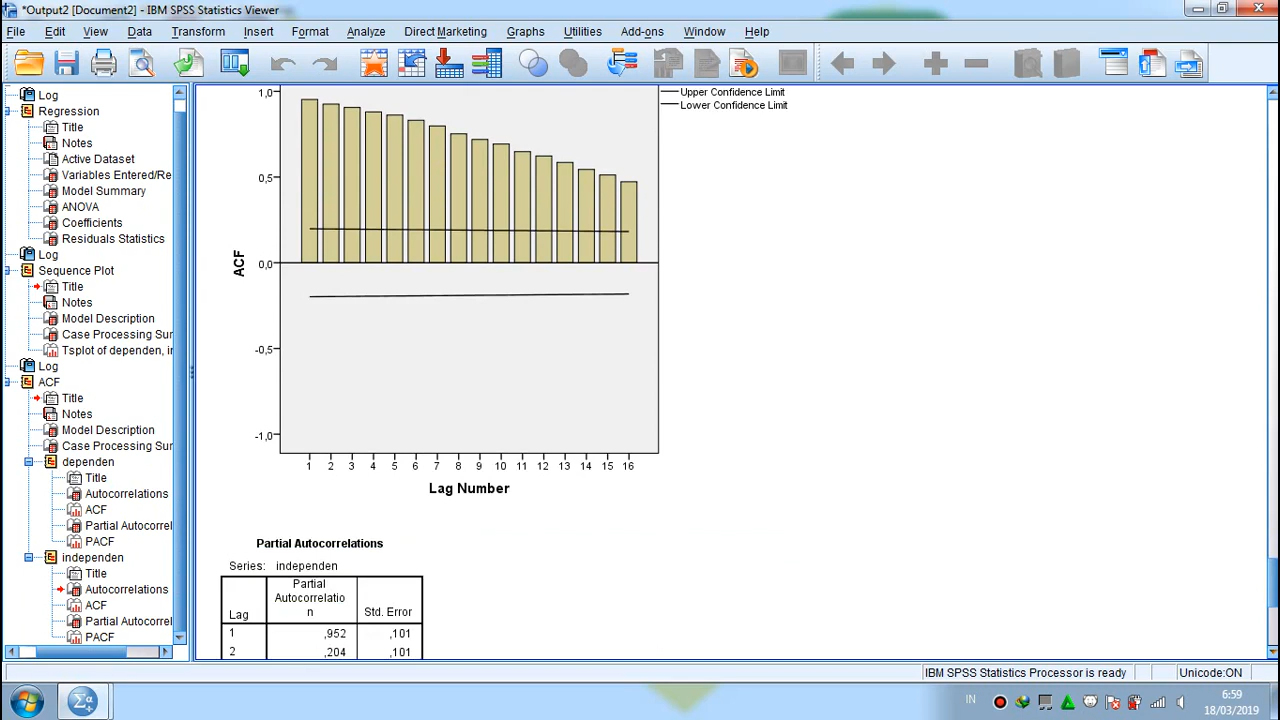 *Output2 [Document2] - IBM SPSS Statistics Viewer
File Edit View Data Transform Insert Format Analyze Direct Marketing Graphs Utilities Add-ons Window Help
Log
Regression
Title
Notes
Active Dataset
Variables Entered/Re
Model Summary
ANOVA
Coefficients
Residuals Statistics
Log
Sequence Plot
Title
Notes
Model Description
Case Processing Sum
Tsplot of dependen, in
Log
ACF
Title
Notes
Model Description
Case Processing Sum
dependen
Title
Autocorrelations
ACF
Partial Autocorrel
PACF
independen
Title
Autocorrelations
ACF
Partial Autocorrel
PACF
Upper Confidence Limit
Lower Confidence Limit
1,0
0,5
0,0
-0,5
-1,0
ACF
1 2 3 4 5 6 7 8 9 10 11 12 13 14 15 16
Lag Number
Partial Autocorrelations
Series: independen
Lag Partial Autocorrelatio n Std. Error
1 ,952 ,101
2 ,204 ,101
IBM SPSS Statistics Processor is ready Unicode:ON
IN 6:59
18/03/2019